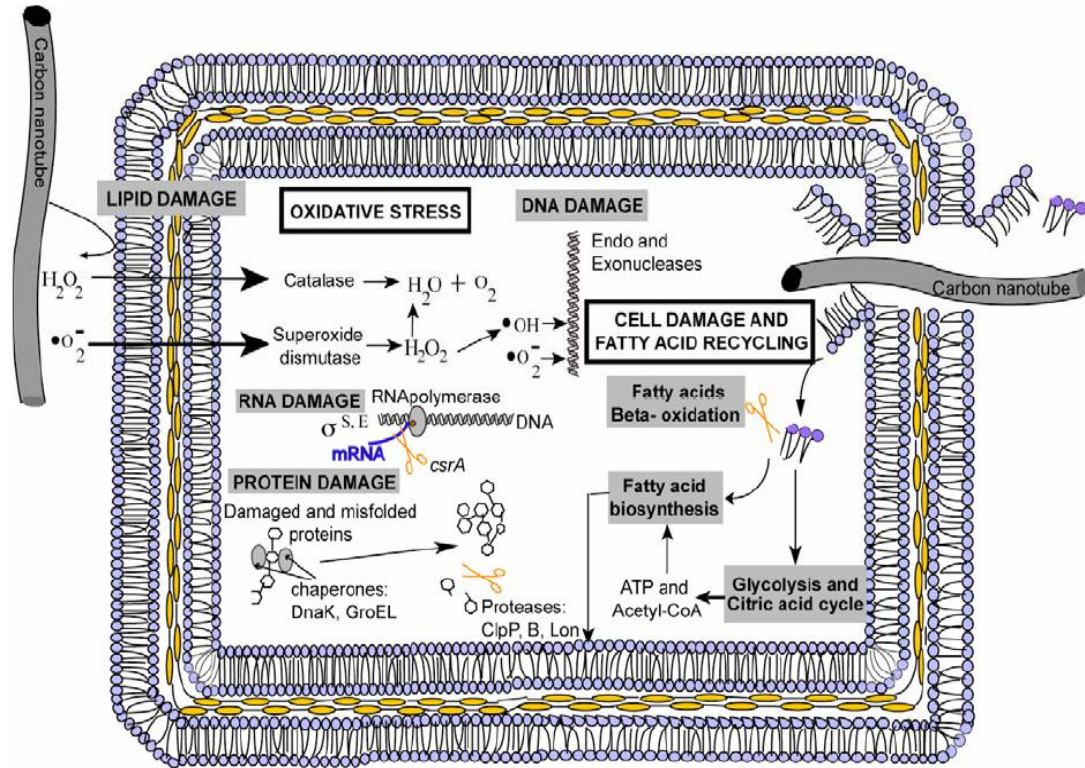 Carbon nanotube
LIPID DAMAGE
OXIDATIVE STRESS
DNA DAMAGE
Endo and
Exonucleases
H2O2
Catalase
H2O + O2
•O2-
Superoxide
dismutase
H2O2
•OH
•O2-
Carbon nanotube
CELL DAMAGE AND
FATTY ACID RECYCLING
RNA DAMAGE
RNApolymerase
σ S, E
DNA
mRNA
csrA
PROTEIN DAMAGE
Damaged and misfolded
proteins
chaperones:
DnaK, GroEL
Proteases:
ClpP, B, Lon
Fatty acids
Beta- oxidation
Fatty acid
biosynthesis
ATP and
Acetyl-CoA
Glycolysis and
Citric acid cycle